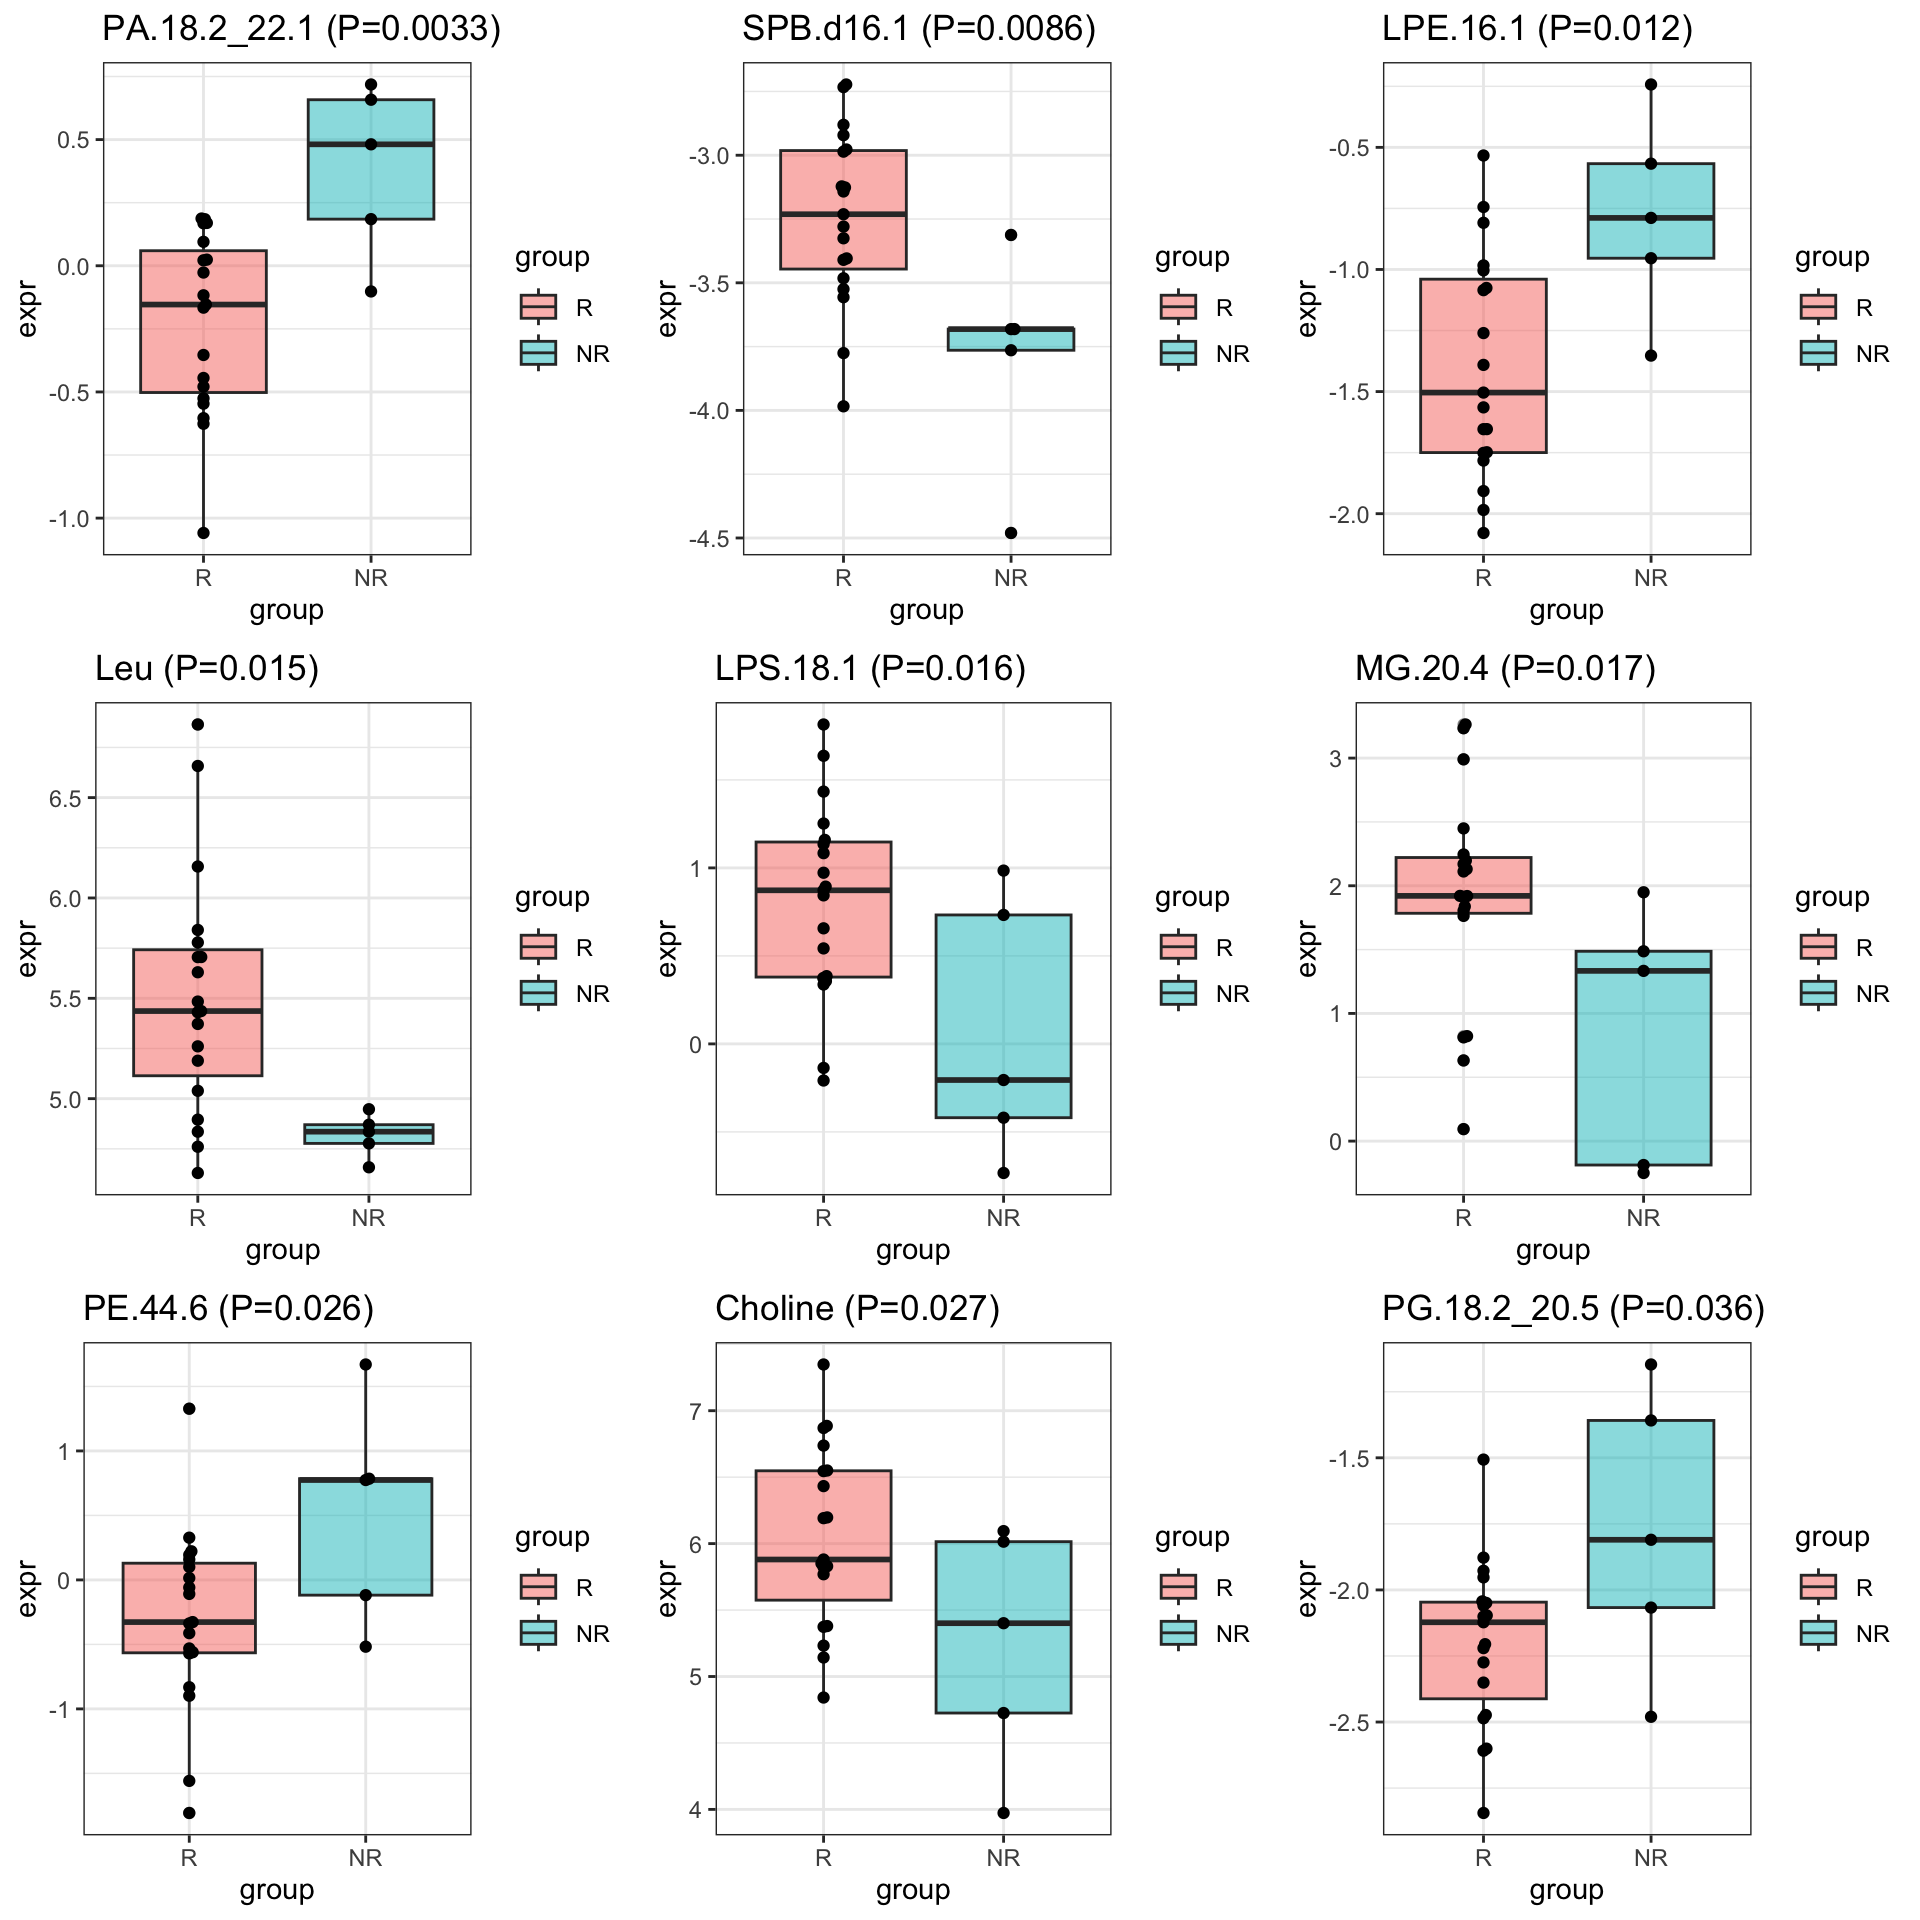 PA.18.2_22.1 (P=0.0033)
expr
0.5
0.0
-0.5
-1.0
R
NR
group
group
R
NR
SPB.d16.1 (P=0.0086)
expr
-3.0
-3.5
-4.0
-4.5
R
NR
group
group
R
NR
LPE.16.1 (P=0.012)
expr
-0.5
-1.0
-1.5
-2.0
R
NR
group
group
R
NR
Leu (P=0.015)
expr
6.5
6.0
5.5
5.0
R
NR
group
group
R
NR
LPS.18.1 (P=0.016)
expr
1
0
R
NR
group
group
R
NR
MG.20.4 (P=0.017)
expr
3
2
1
0
R
NR
group
group
R
NR
PE.44.6 (P=0.026)
expr
1
0
-1
R
NR
group
group
R
NR
Choline (P=0.027)
expr
7
6
5
4
R
NR
group
group
R
NR
PG.18.2_20.5 (P=0.036)
expr
-1.5
-2.0
-2.5
R
NR
group
group
R
NR